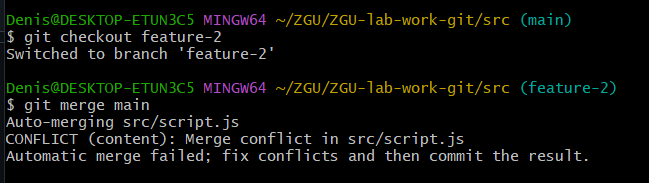 Denis@DESKTOP-ETUN3C5 MINGW64 ~/ZGU/ZGU-lab-work-git/src (main)
$ git checkout feature-2
Switched to branch 'feature-2'
Denis@DESKTOP-ETUN3C5 MINGW64 ~/ZGU/ZGU-lab-work-git/src (feature-2)
$ git merge main
Auto-merging src/script.js
CONFLICT (content): Merge conflict in src/script.js
Automatic merge failed; fix conflicts and then commit the result.